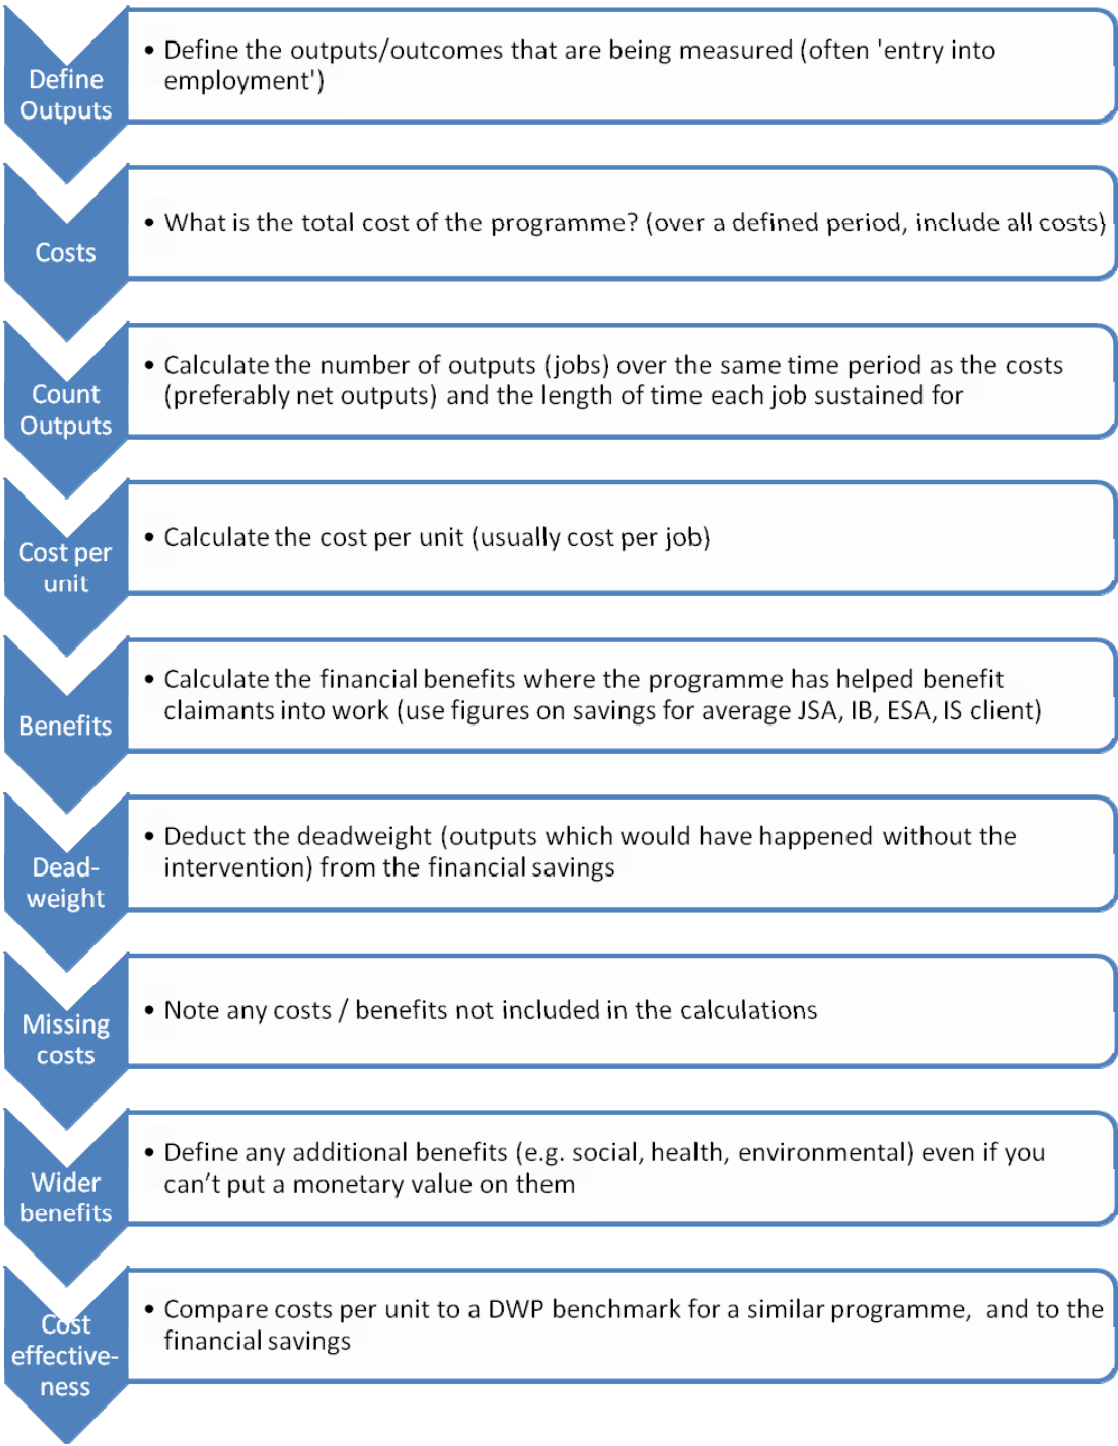 Define
Outputs
• Define the outputs/outcomes that are being measured (often 'entry into
employment')
Costs
• What is the total cost of the programme? (over a defined period, include all costs)
Count
Outputs
• Calculate the number of outputs (jobs) over the same time period as the costs
(preferably net outputs) and the length of time each job sustained for
Cost per
unit
• Calculate the cost per unit (usually cost per job)
Benefits
• Calculate the financial benefits where the programme has helped benefit
claimants into work (use figures on savings for average JSA, IB, ESA, IS client)
Dead-
weight
• Deduct the deadweight (outputs which would have happened without the
intervention) from the financial savings
Missing
costs
• Note any costs / benefits not included in the calculations
Wider
benefits
• Define any additional benefits (e.g. social, health, environmental) even if you
can’t put a monetary value on them
Cost
effective-
ness
• Compare costs per unit to a DWP benchmark for a similar programme, and to the
financial savings